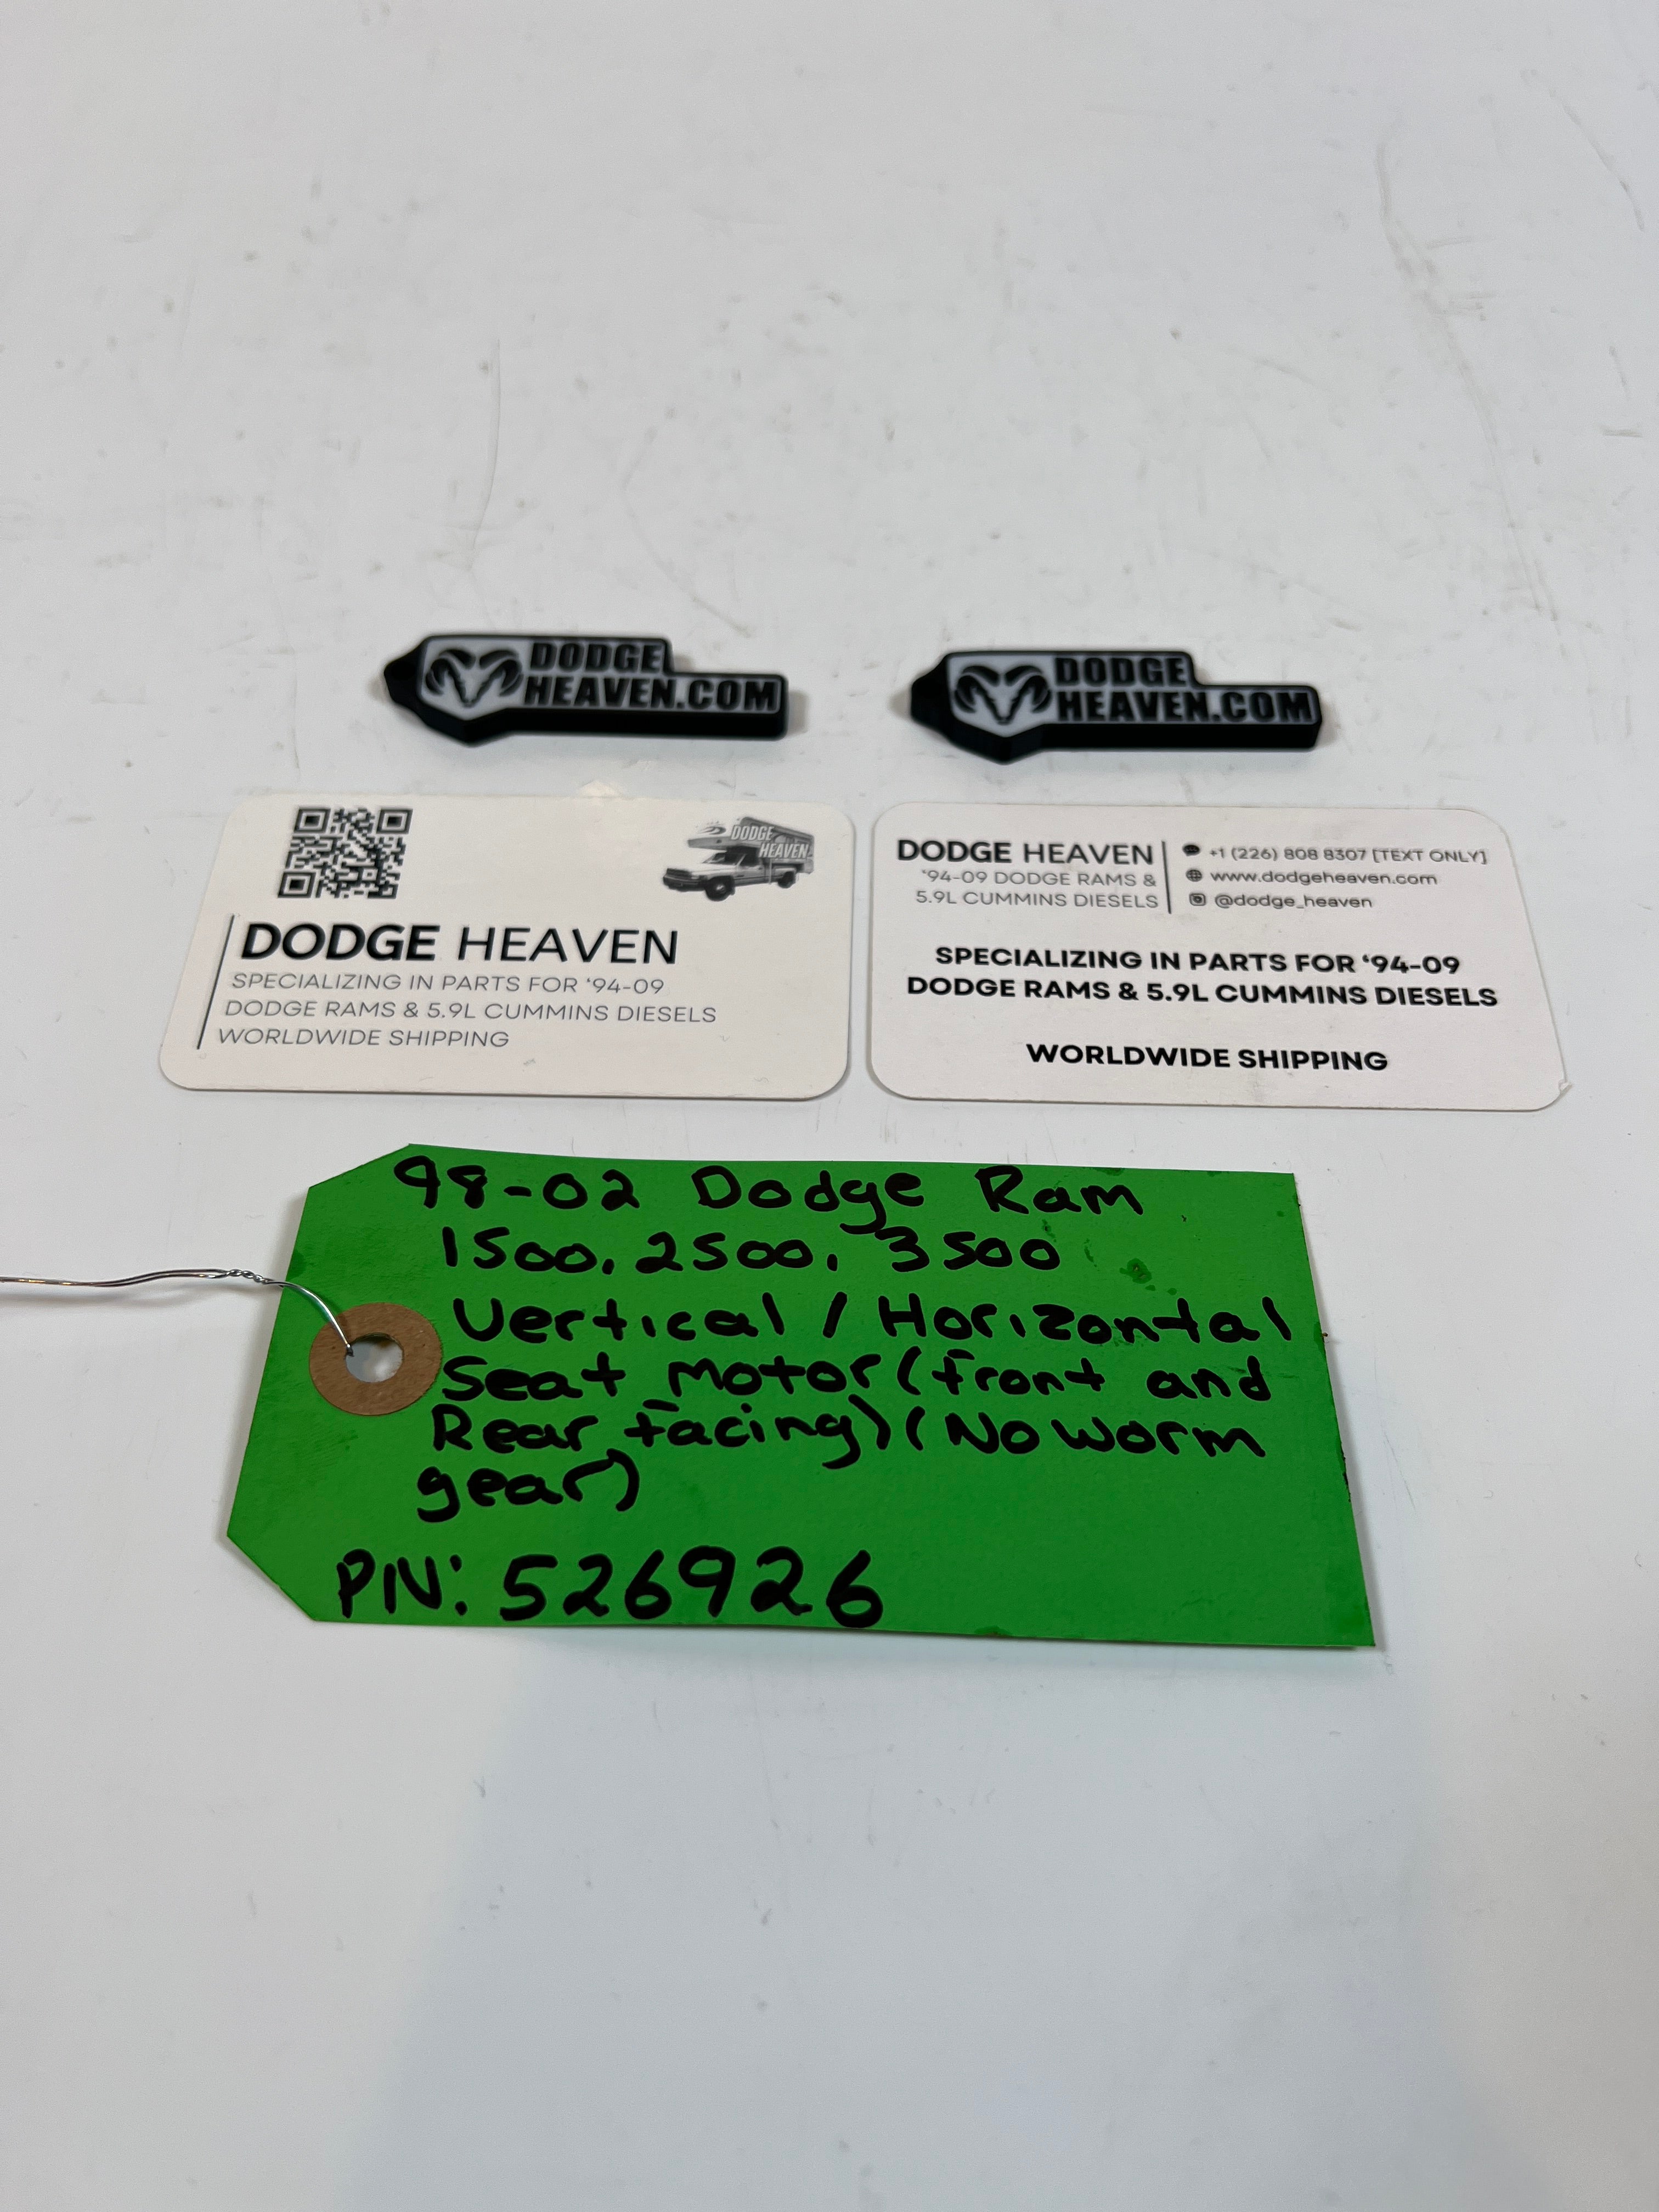 DODGE
HEAVEN.COM
DODGE
HEAVEN.COM
DODGE
HEAVEN
DODGE HEAVEN
SPECIALIZING IN PARTS FOR '94-09
DODGE RAMS & 5.9L CUMMINS DIESELS
WORLDWIDE SHIPPING
DODGE HEAVEN
'94-09 DODGE RAMS &
5.9L CUMMINS DIESELS
+1 (226) 808 8307 [TEXT ONLY]
www.dodgeheaven.com
@dodge_heaven
SPECIALIZING IN PARTS FOR '94-09
DODGE RAMS & 5.9L CUMMINS DIESELS
WORLDWIDE SHIPPING
98-02 Dodge Ram
1500, 2500, 3500
Vertical / Horizontal
Seat motor (front and
Rear facing) (No worm
gear)
PN: 526926